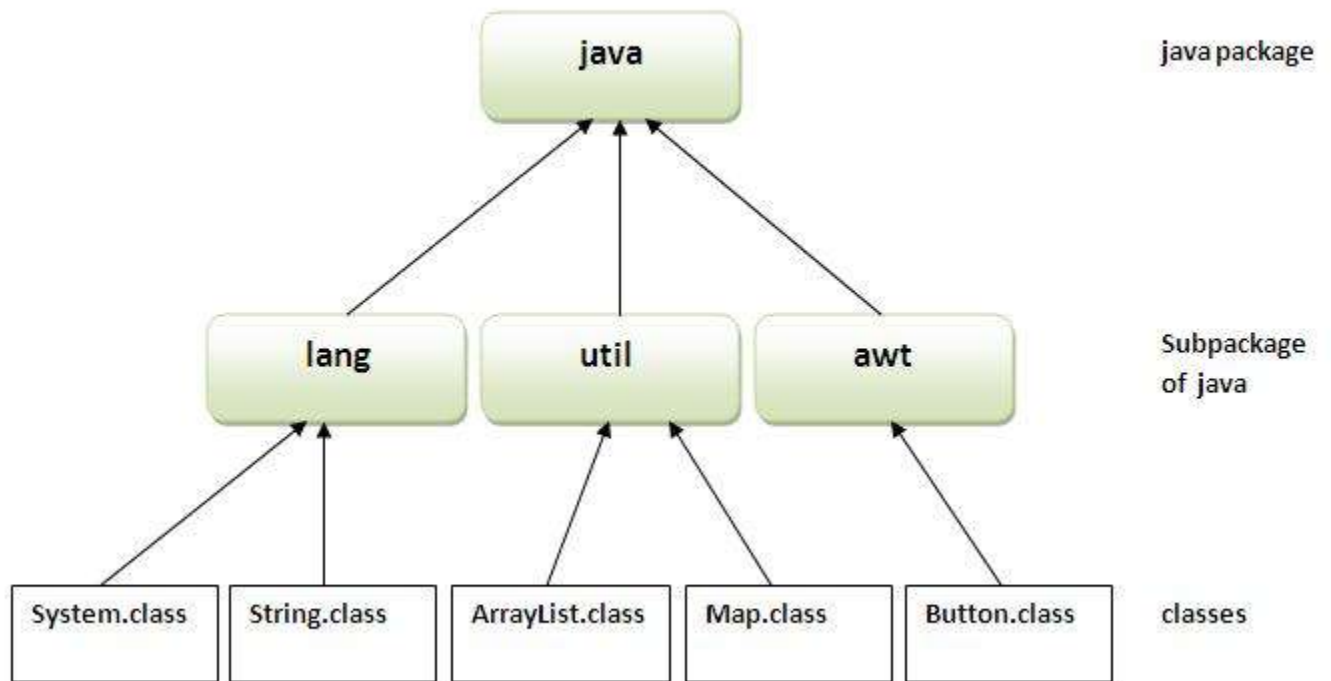 java
java package
lang
util
awt
Subpackage
of java
System.class
String.class
ArrayList.class
Map.class
Button.class
classes